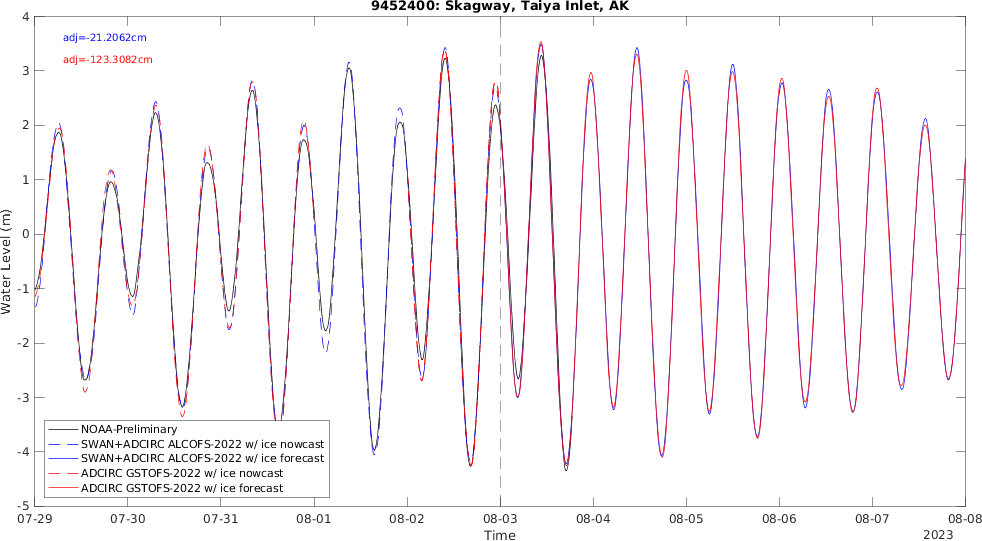 9452400: Skagway, Taiya Inlet, AK
adj=-21.2062cm
adj=-123.3082cm
4
3
2
1
0
-1
-2
-3
-4
-5
Water Level (m)
NOAA-Preliminary
SWAN+ADCIRC ALCOFS-2022 w/ ice nowcast
SWAN+ADCIRC ALCOFS-2022 w/ ice forecast
ADCIRC GSTOFS-2022 w/ ice nowcast
ADCIRC GSTOFS-2022 w/ ice forecast
07-29 07-30 07-31 08-01 08-02 08-03 08-04 08-05 08-06 08-07 08-08
Time
2023